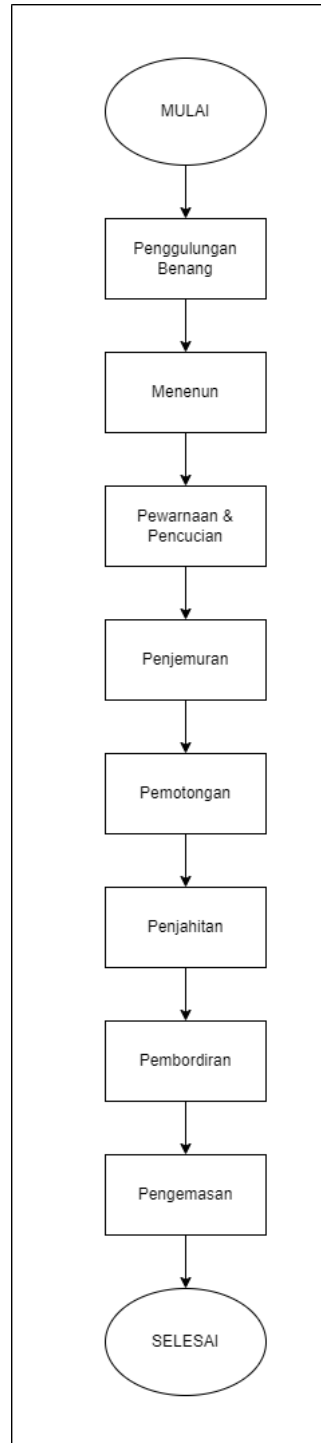 MULAI
Penggulungan
Benang
Menenun
Pewarnaan &
Pencucian
Penjemuran
Pemotongan
Penjahitan
Pembordiran
Pengemasan
SELESAI